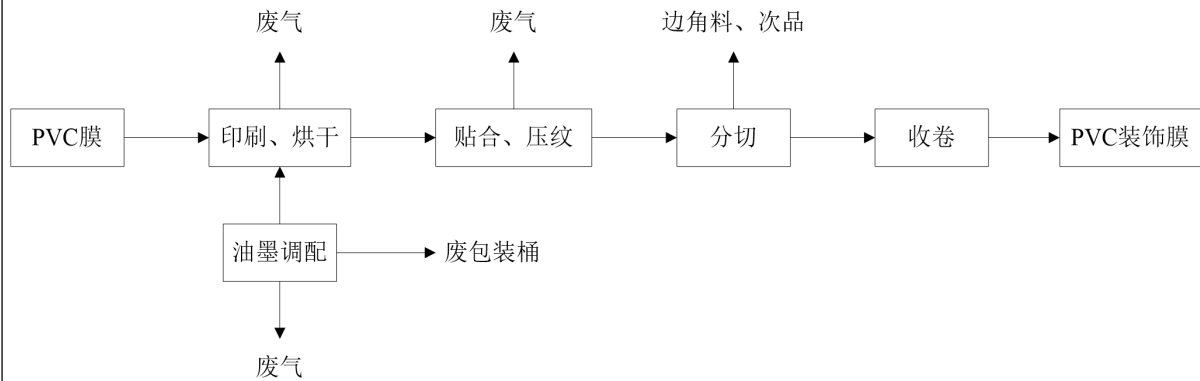 废气
废气
边角料、次品
PVC膜
印刷、烘干
贴合、压纹
分切
收卷
PVC装饰膜
油墨调配
废包装桶
废气